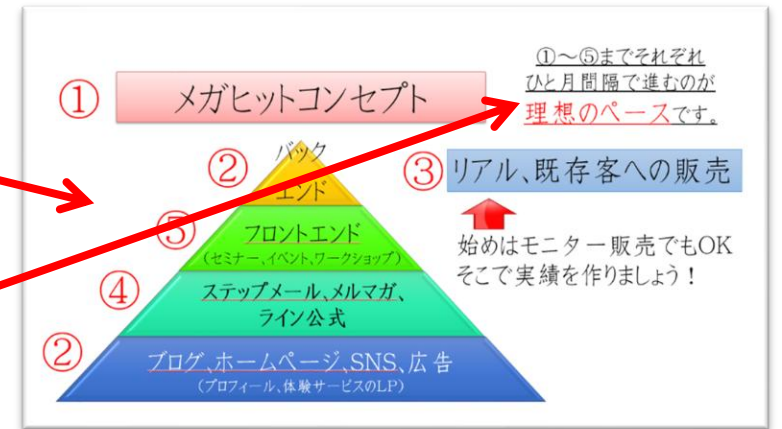 ①～⑤までそれぞれ
ひと月間隔で進むのが
理想のペースです。
① メガヒットコンセプト
② バック
エンド
③ リアル、既存客への販売
始めはモニター販売でもOK
そこで実績を作りましょう！
⑤ フロントエンド
（セミナー、イベント、ワークショップ）
④ ステップメール、メルマガ、
ライン公式
② ブログ、ホームページ、SNS、広告
（プロフィール、体験サービスのLP）